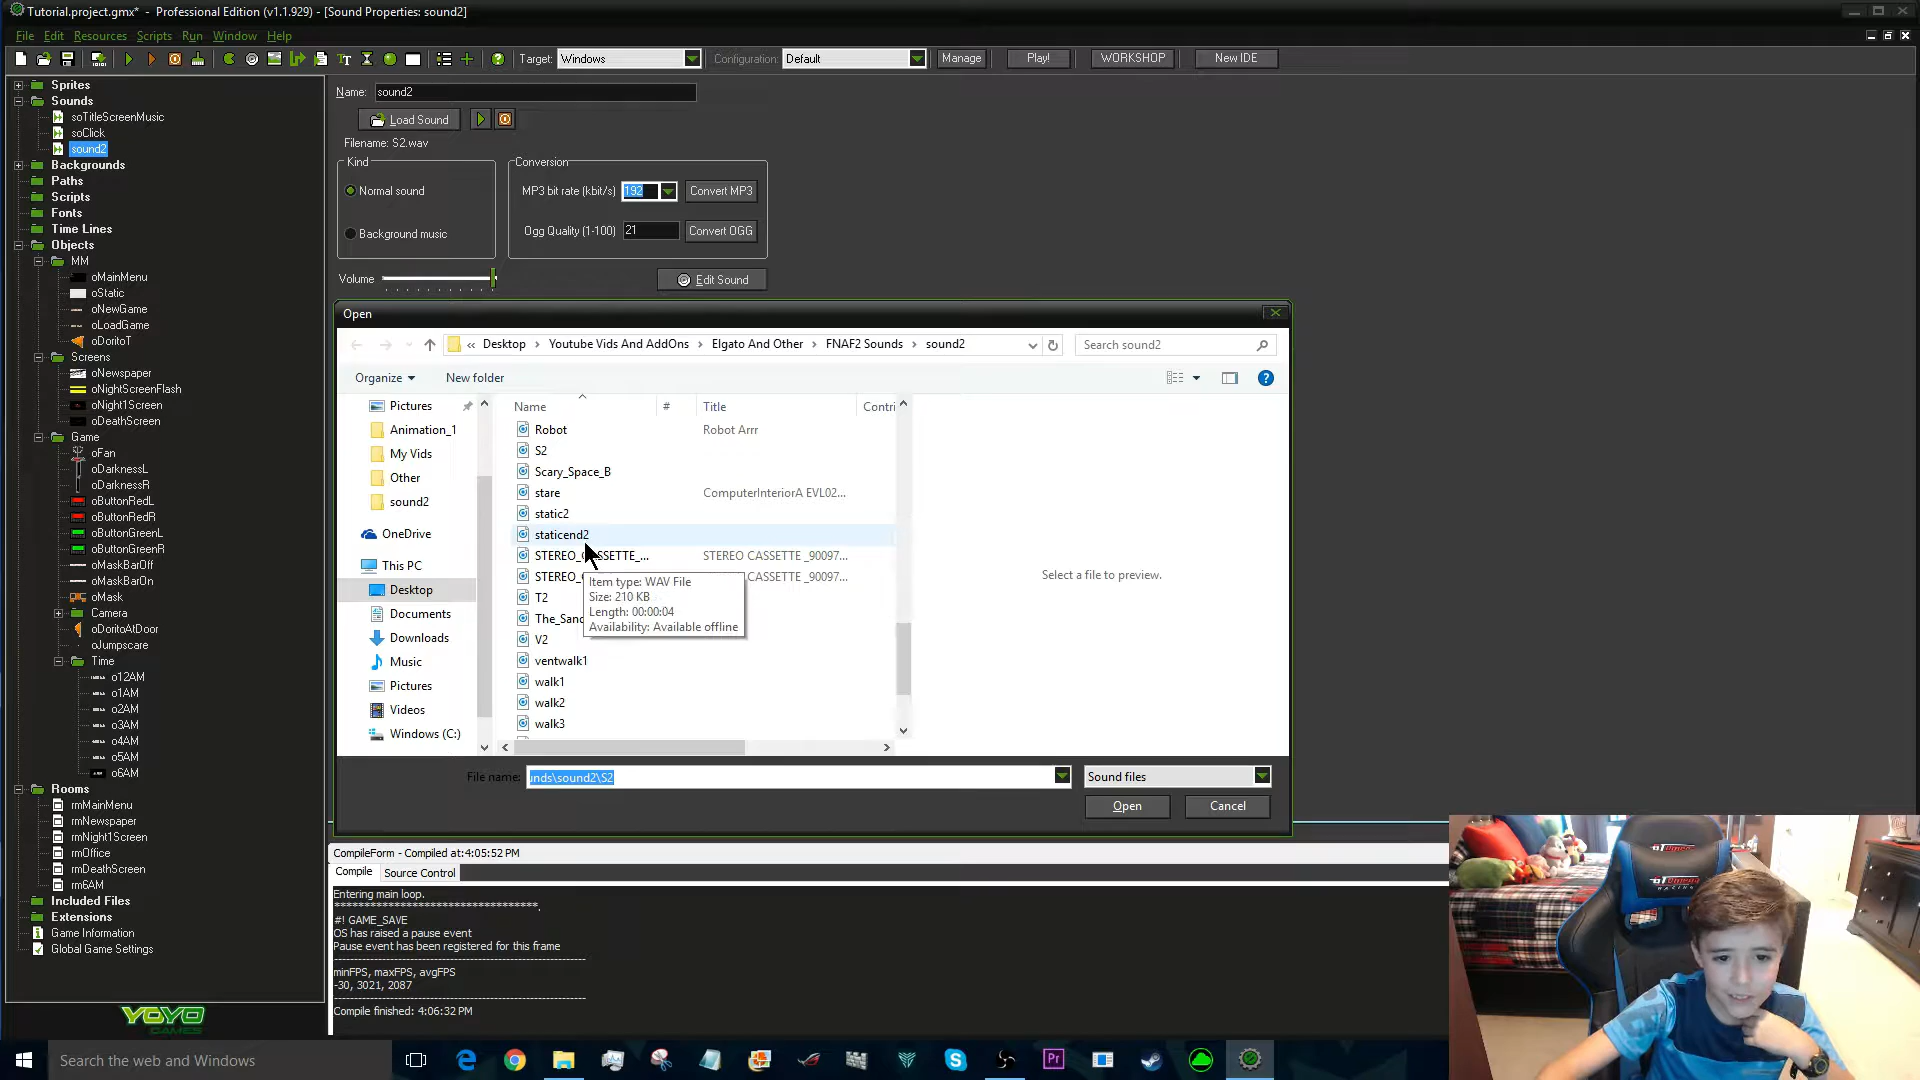 Tutorial.project.gmx* - Professional Edition (v1.1.929) - [Sound Properties: sound2]
File Edit Resources Scripts Run Window Help
Target: Windows Configuration: Default Manage Play! WORKSHOP New IDE
Sprites
Sounds
soTitleScreenMusic
soClick
sound2
Backgrounds
Paths
Scripts
Fonts
Time Lines
Objects
MM
oMainMenu
oStatic
oNewGame
oLoadGame
oDoritoT
Screens
oNewspaper
oNightScreenFlash
oNight1Screen
oDeathScreen
Game
oFan
oDarknessL
oDarknessR
oButtonRedL
oButtonRedR
oButtonGreenL
oButtonGreenR
oMaskBarOff
oMaskBarOn
oMask
Camera
oDoritoAtDoor
oJumpscare
Time
o12AM
o1AM
o2AM
o3AM
o4AM
o5AM
o6AM
Rooms
rmMainMenu
rmNewspaper
rmNight1Screen
rmOffice
rmDeathScreen
rm6AM
Included Files
Extensions
Game Information
Global Game Settings
YOYO
GAMES
Name: sound2
Load Sound
Filename: S2.wav
Kind
Normal sound
Background music
Conversion
MP3 bit rate (kbit/s) 192 Convert MP3
Ogg Quality (1-100) 21 Convert OGG
Volume
Edit Sound
Open
« Desktop › Youtube Vids And AddOns › Elgato And Other › FNAF2 Sounds › sound2
Search sound2
Organize New folder
Pictures
Animation_1
My Vids
Other
sound2
OneDrive
This PC
Desktop
Documents
Downloads
Music
Pictures
Videos
Windows (C:)
Name # Title Contri
Robot Robot Arrr
S2
Scary_Space_B
stare ComputerInteriorA EVL02...
static2
staticend2
STEREO_CASSETTE_... STEREO CASSETTE _90097...
STEREO_ CASSETTE _90097...
T2
The_Sand
V2
ventwalk1
walk1
walk2
walk3
Item type: WAV File
Size: 210 KB
Length: 00:00:04
Availability: Available offline
Select a file to preview.
File name: unds\sound2\S2 Sound files
Open Cancel
CompileForm - Compiled at:4:05:52 PM
Compile Source Control
Entering main loop.
**********************************.
#! GAME_SAVE
OS has raised a pause event
Pause event has been registered for this frame
minFPS, maxFPS, avgFPS
-30, 3021, 2087
Compile finished: 4:06:32 PM
Search the web and Windows
Pr